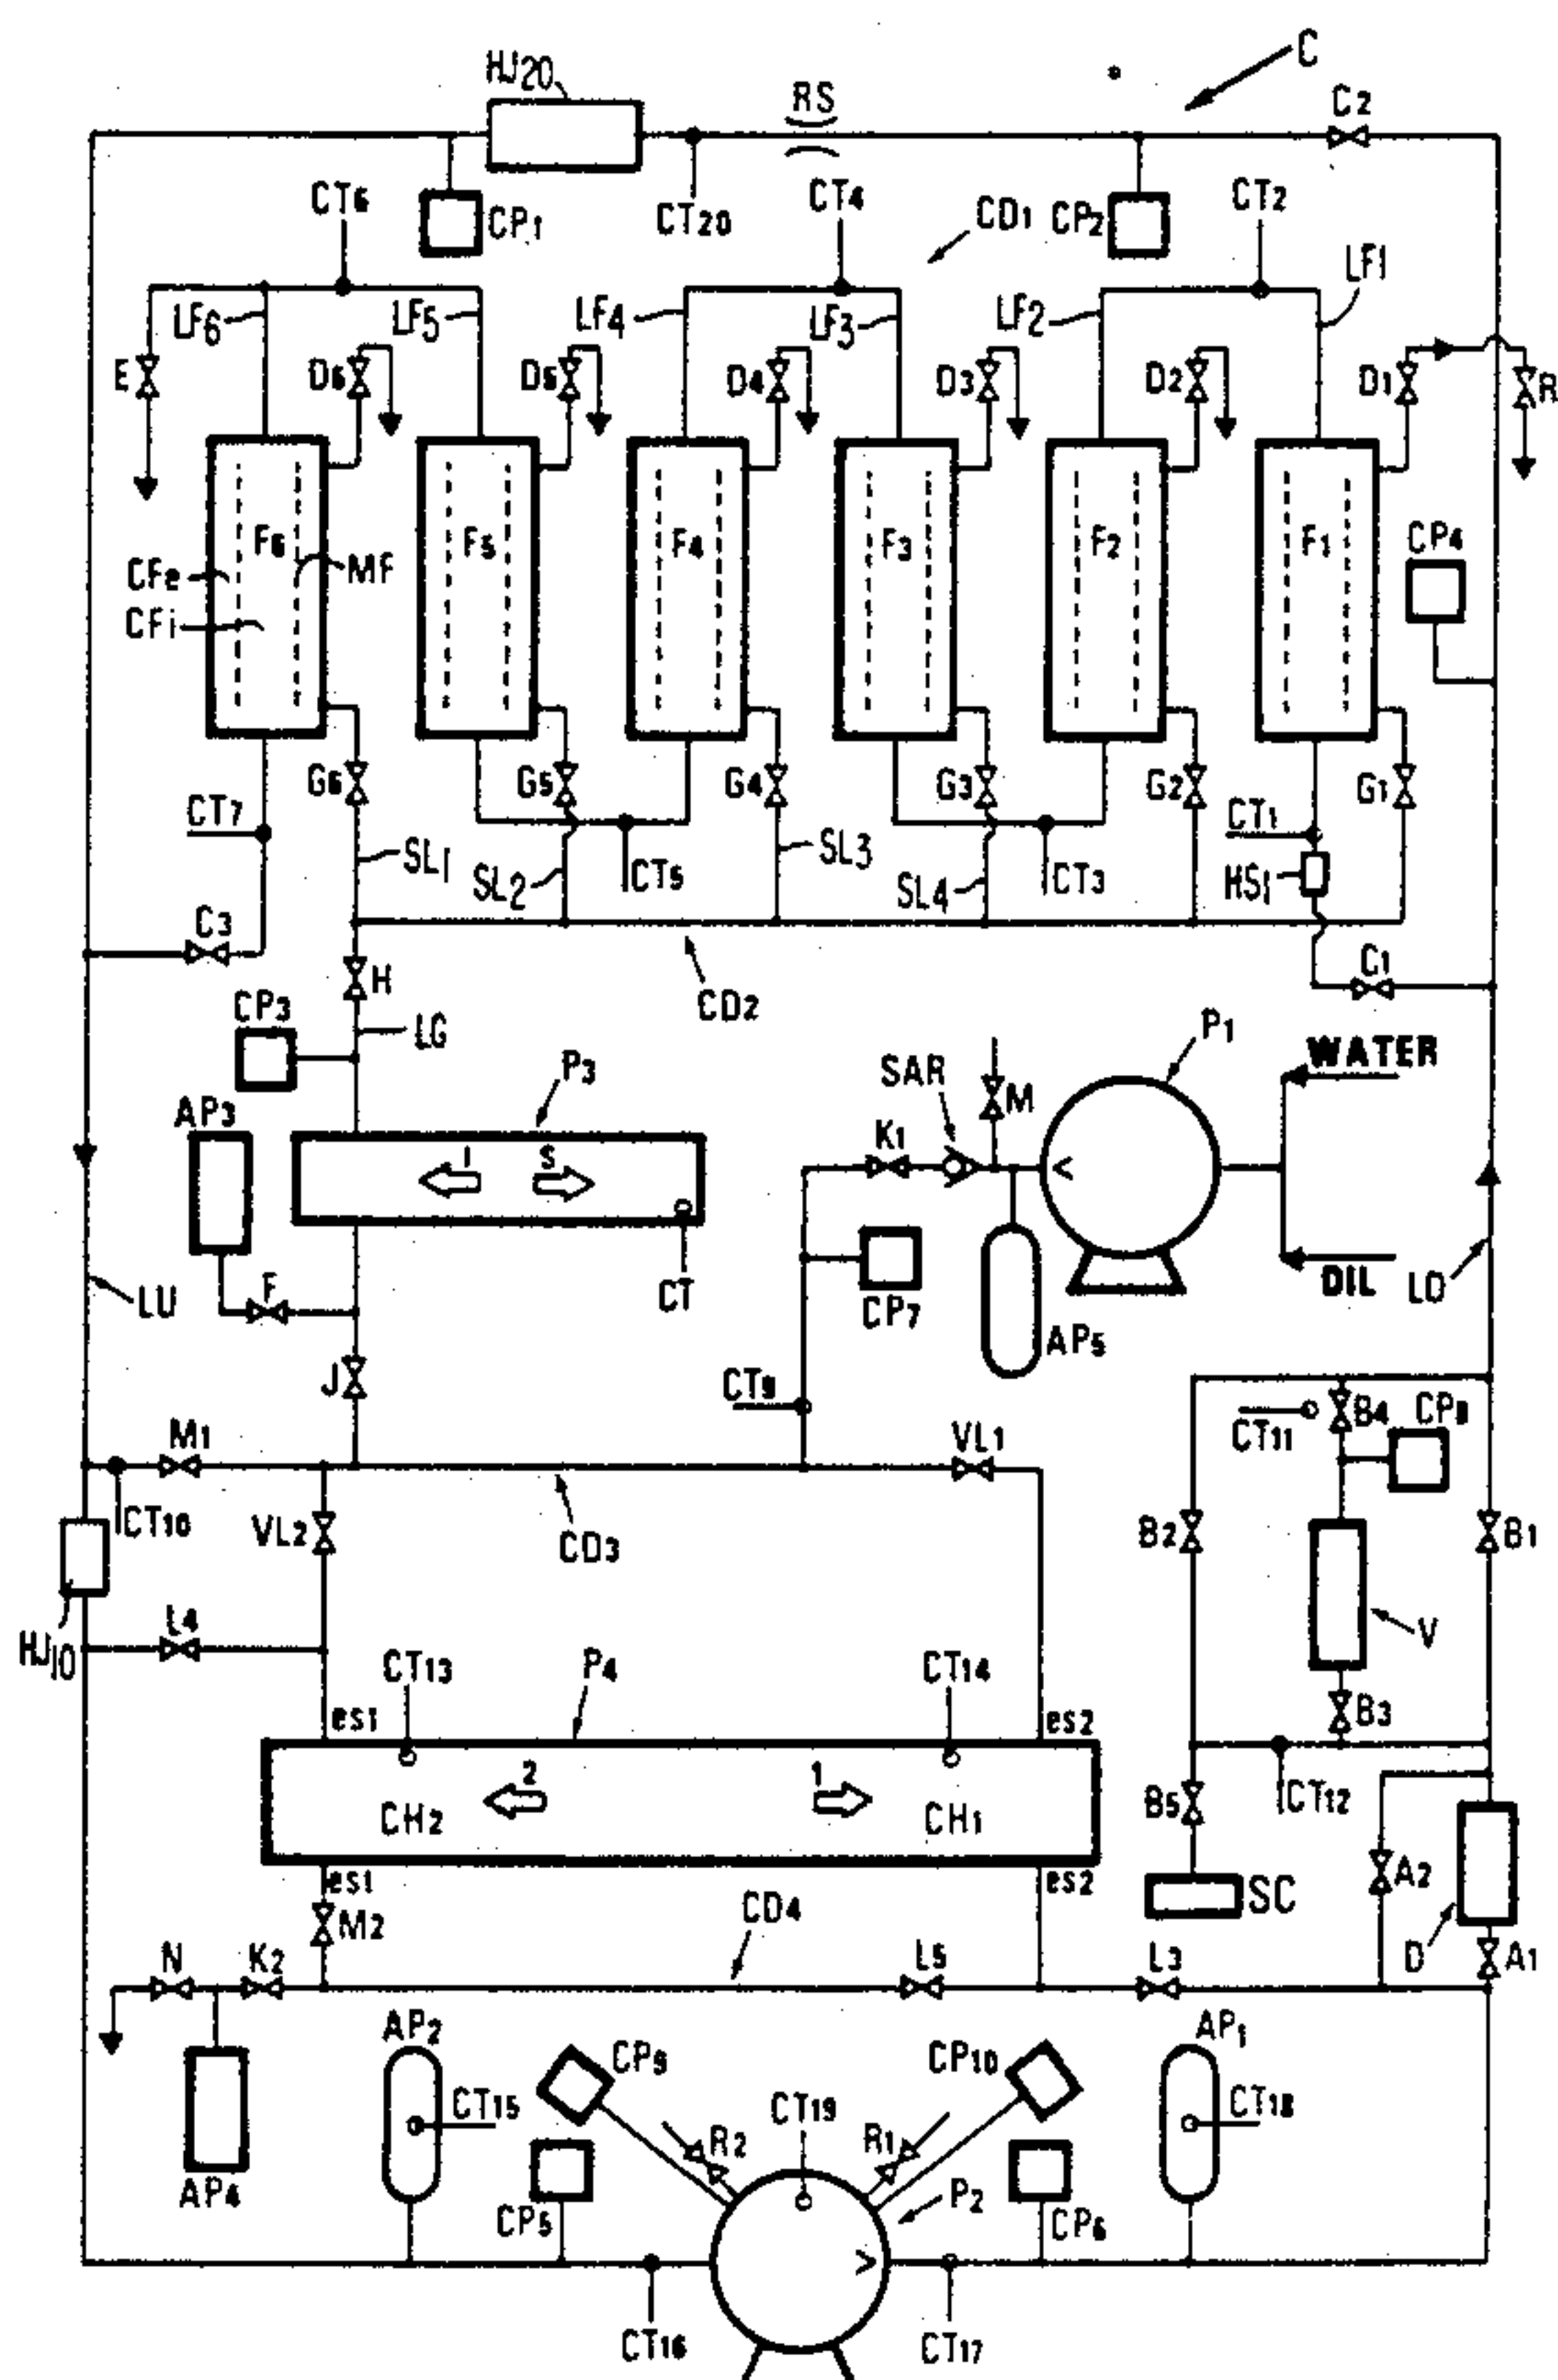 C
HJ20
RS
C2
CT6
CP1
CT20
CT4
CD1
CP2
CT2
LF1
LF6
LF5
LF4
LF3
LF2
E
D6
D5
D4
D3
D2
D1
R
F6
F5
F4
F3
F2
F1
CP4
CFe
MF
CFi
G6
G5
G4
G3
G2
G1
CT7
SL1
SL2
CT5
SL3
SL4
CT3
CT1
HS1
C3
H
CD2
C1
CP3
LG
P3
SAR
M
P1
WATER
AP3
K1
I
S
<
F
CT
CP7
AP5
OIL
LO
LU
J
CT9
CT11
B4
CP8
M1
VL1
CT10
VL2
CD3
B2
B1
HJ10
L4
V
CT13
P4
CT14
B3
es1
es2
2
1
CH2
CH1
B5
CT12
es1
es2
SC
A2
M2
CD4
D
A1
N
K2
L5
L3
AP2
CP9
CP10
AP1
CT15
CT19
CT18
R2
R1
AP4
CP5
P2
CP6
>
CT16
CT17